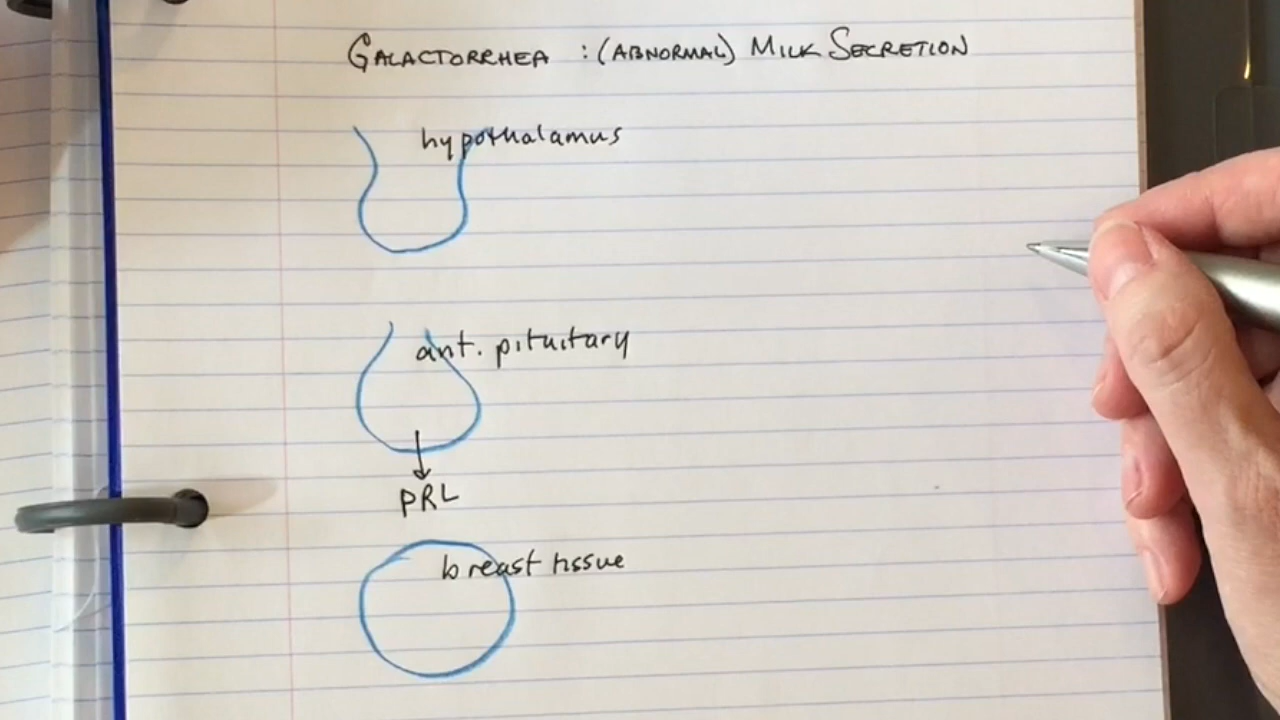 GALACTORRHEA : (ABNORMAL) MILK SECRETION
hypothalamus
ant. pituitary
PRL
breast tissue